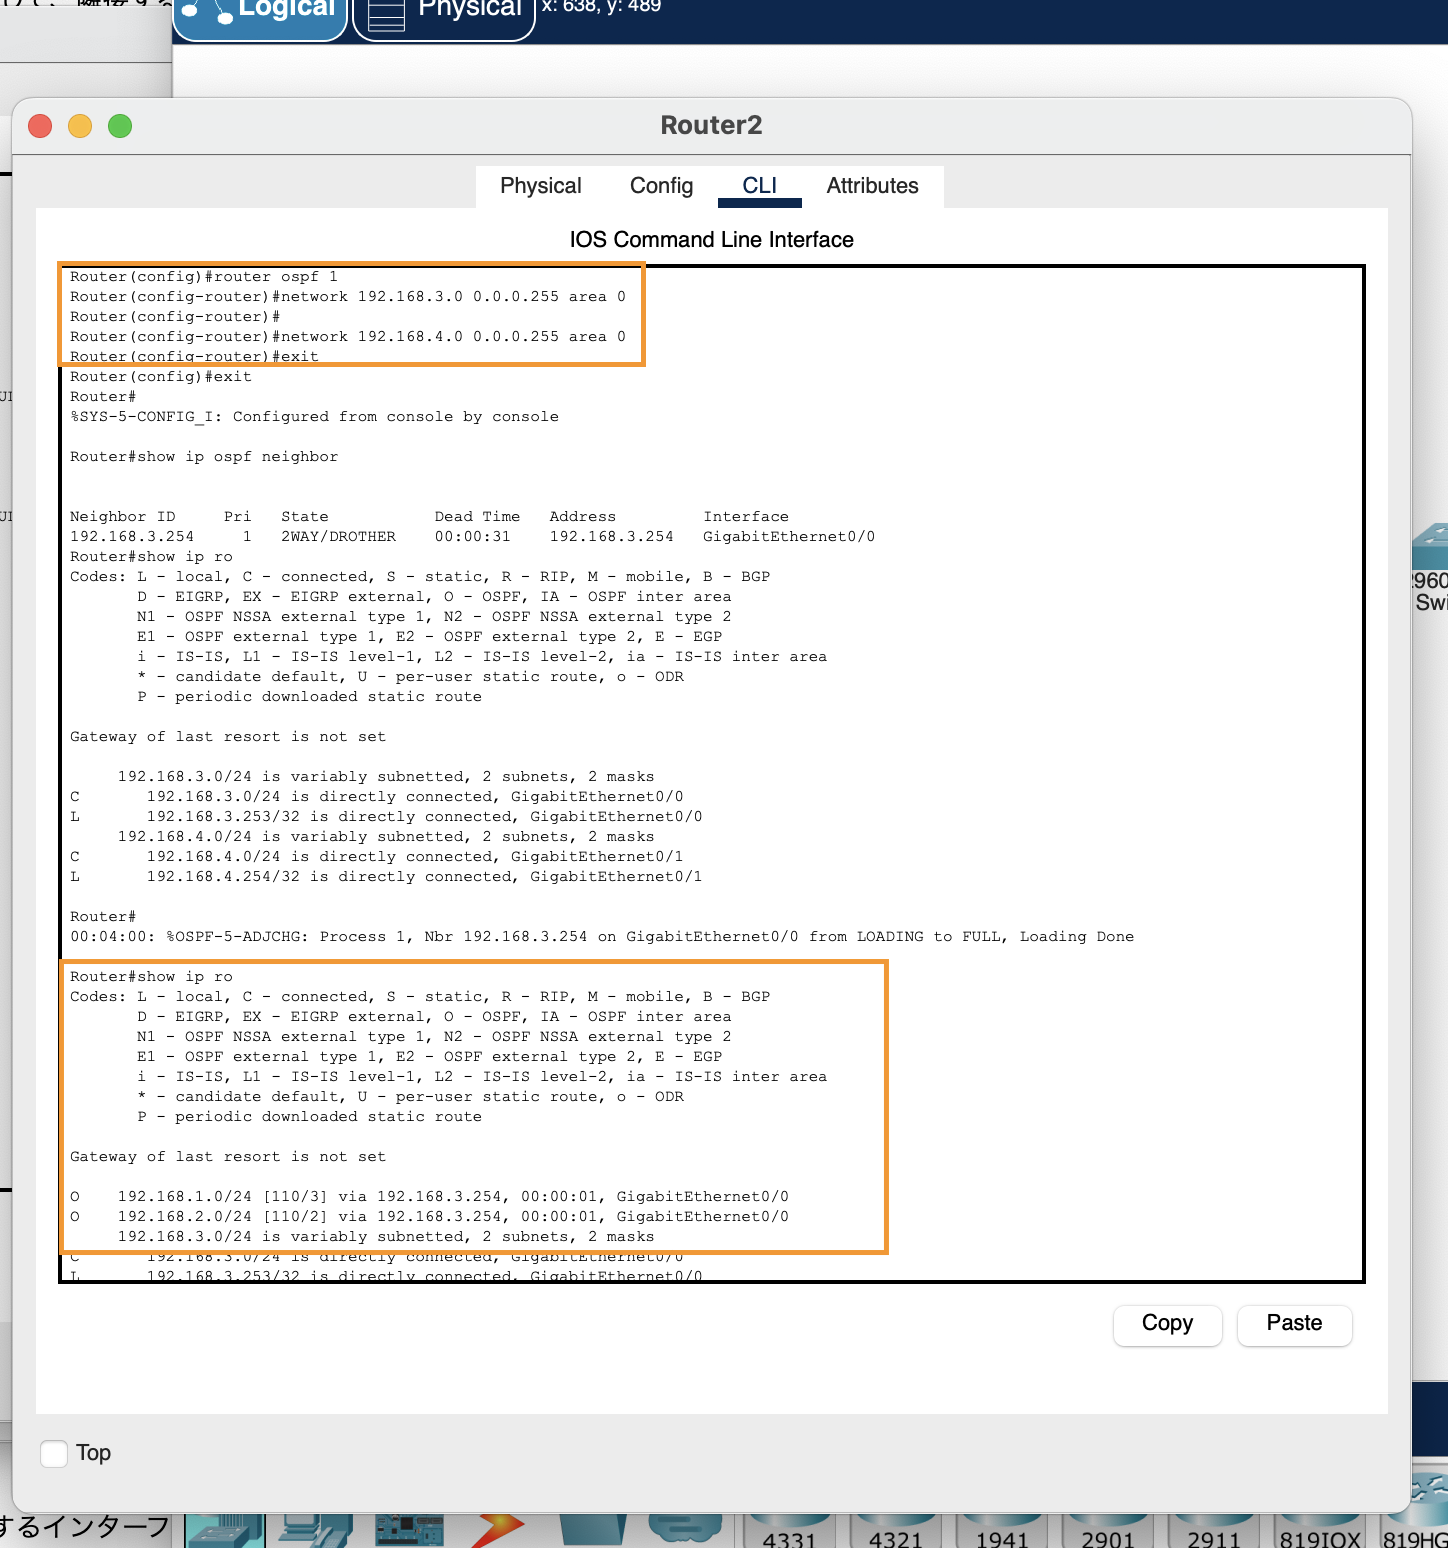 Logical
Physical
x: 638, y: 489
Router2
Physical
Config
CLI
Attributes
IOS Command Line Interface
Router(config)#router ospf 1
Router(config-router)#network 192.168.3.0 0.0.0.255 area 0
Router(config-router)#
Router(config-router)#network 192.168.4.0 0.0.0.255 area 0
Router(config-router)#exit
Router(config)#exit
Router#
%SYS-5-CONFIG_I: Configured from console by console
Router#show ip ospf neighbor
Neighbor ID     Pri   State           Dead Time   Address         Interface
192.168.3.254     1   2WAY/DROTHER    00:00:31    192.168.3.254   GigabitEthernet0/0
Router#show ip ro
Codes: L - local, C - connected, S - static, R - RIP, M - mobile, B - BGP
       D - EIGRP, EX - EIGRP external, O - OSPF, IA - OSPF inter area
       N1 - OSPF NSSA external type 1, N2 - OSPF NSSA external type 2
       E1 - OSPF external type 1, E2 - OSPF external type 2, E - EGP
       i - IS-IS, L1 - IS-IS level-1, L2 - IS-IS level-2, ia - IS-IS inter area
       * - candidate default, U - per-user static route, o - ODR
       P - periodic downloaded static route
Gateway of last resort is not set
     192.168.3.0/24 is variably subnetted, 2 subnets, 2 masks
C       192.168.3.0/24 is directly connected, GigabitEthernet0/0
L       192.168.3.253/32 is directly connected, GigabitEthernet0/0
     192.168.4.0/24 is variably subnetted, 2 subnets, 2 masks
C       192.168.4.0/24 is directly connected, GigabitEthernet0/1
L       192.168.4.254/32 is directly connected, GigabitEthernet0/1
Router#
00:04:00: %OSPF-5-ADJCHG: Process 1, Nbr 192.168.3.254 on GigabitEthernet0/0 from LOADING to FULL, Loading Done
Router#show ip ro
Codes: L - local, C - connected, S - static, R - RIP, M - mobile, B - BGP
       D - EIGRP, EX - EIGRP external, O - OSPF, IA - OSPF inter area
       N1 - OSPF NSSA external type 1, N2 - OSPF NSSA external type 2
       E1 - OSPF external type 1, E2 - OSPF external type 2, E - EGP
       i - IS-IS, L1 - IS-IS level-1, L2 - IS-IS level-2, ia - IS-IS inter area
       * - candidate default, U - per-user static route, o - ODR
       P - periodic downloaded static route
Gateway of last resort is not set
O    192.168.1.0/24 [110/3] via 192.168.3.254, 00:00:01, GigabitEthernet0/0
O    192.168.2.0/24 [110/2] via 192.168.3.254, 00:00:01, GigabitEthernet0/0
     192.168.3.0/24 is variably subnetted, 2 subnets, 2 masks
C       192.168.3.0/24 is directly connected, GigabitEthernet0/0
L       192.168.3.253/32 is directly connected, GigabitEthernet0/0
Copy
Paste
Top
2960
Swi
するインターフ
4331
4321
1941
2901
2911
819IOX
819HG